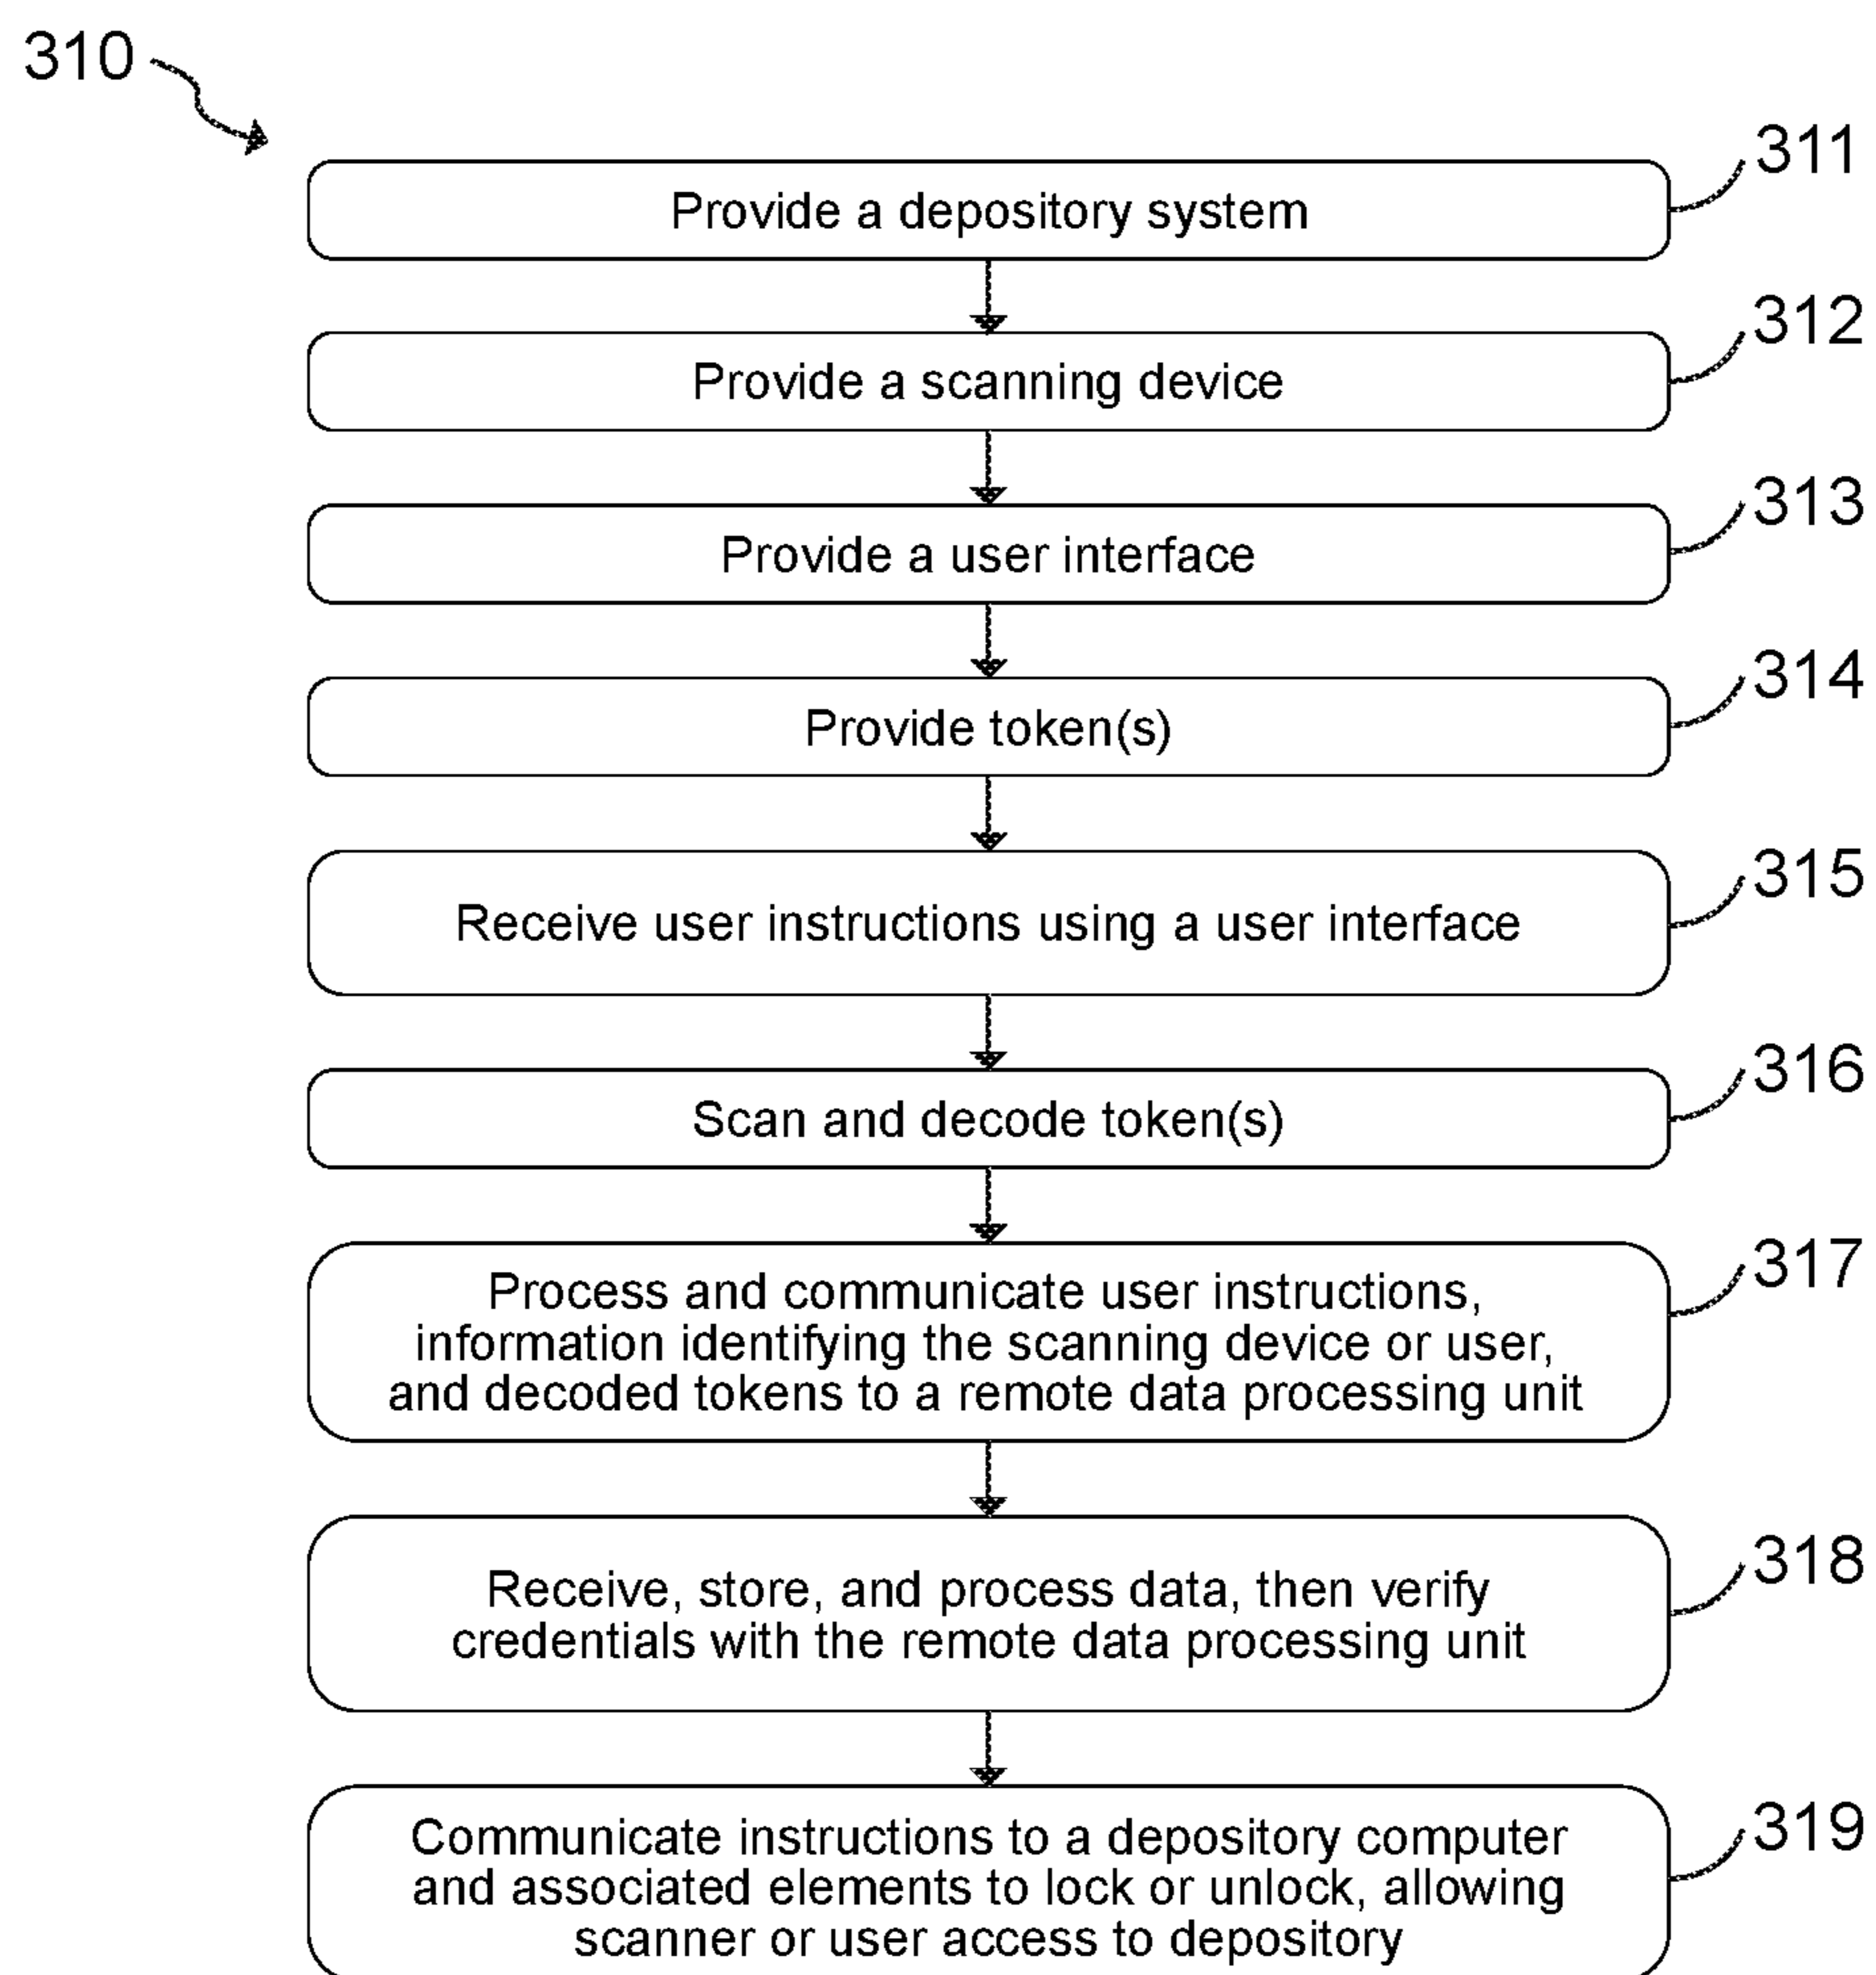 310
311
Provide a depository system
312
Provide a scanning device
313
Provide a user interface
314
Provide token(s)
315
Receive user instructions using a user interface
316
Scan and decode token(s)
317
Process and communicate user instructions,
information identifying the scanning device or user,
and decoded tokens to a remote data processing unit
318
Receive, store, and process data, then verify
credentials with the remote data processing unit
319
Communicate instructions to a depository computer
and associated elements to lock or unlock, allowing
scanner or user access to depository